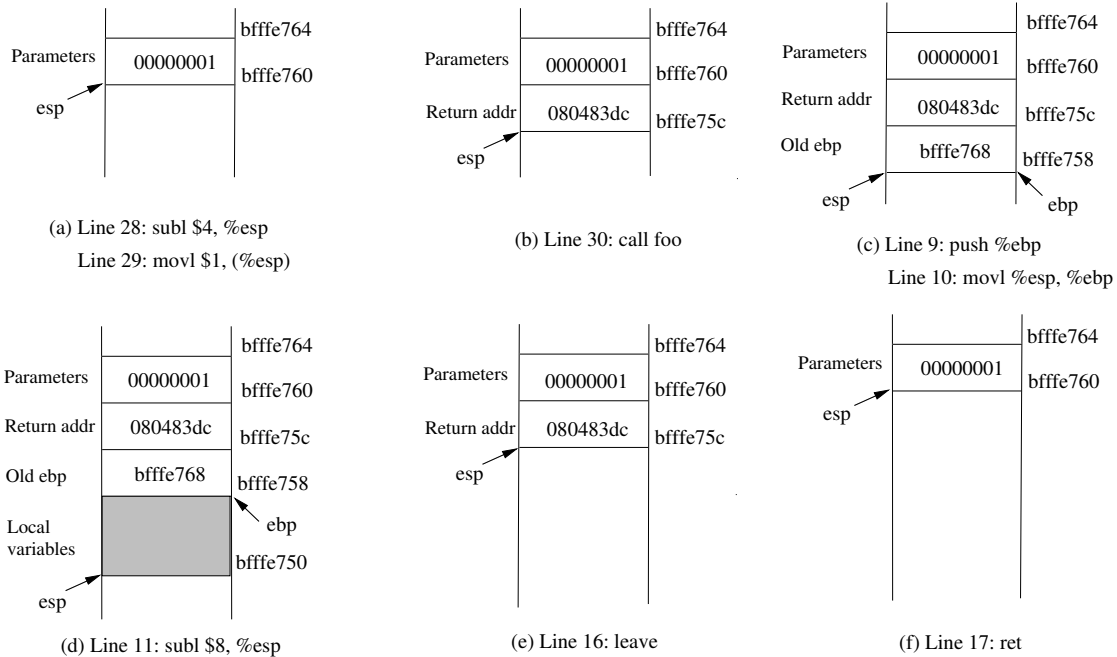 bfffe764
Parameters 00000001
bfffe760
esp
(a) Line 28: subl $4, %esp
Line 29: movl $1, (%esp)
bfffe764
Parameters 00000001
bfffe760
Return addr 080483dc
bfffe75c
esp
(b) Line 30: call foo
bfffe764
Parameters 00000001
bfffe760
Return addr 080483dc
bfffe75c
Old ebp bfffe768
bfffe758
esp ebp
(c) Line 9: push %ebp
Line 10: movl %esp, %ebp
bfffe764
Parameters 00000001
bfffe760
Return addr 080483dc
bfffe75c
Old ebp bfffe768
bfffe758
ebp
Local
variables
bfffe750
esp
(d) Line 11: subl $8, %esp
bfffe764
Parameters 00000001
bfffe760
Return addr 080483dc
bfffe75c
esp
(e) Line 16: leave
bfffe764
Parameters 00000001
bfffe760
esp
(f) Line 17: ret